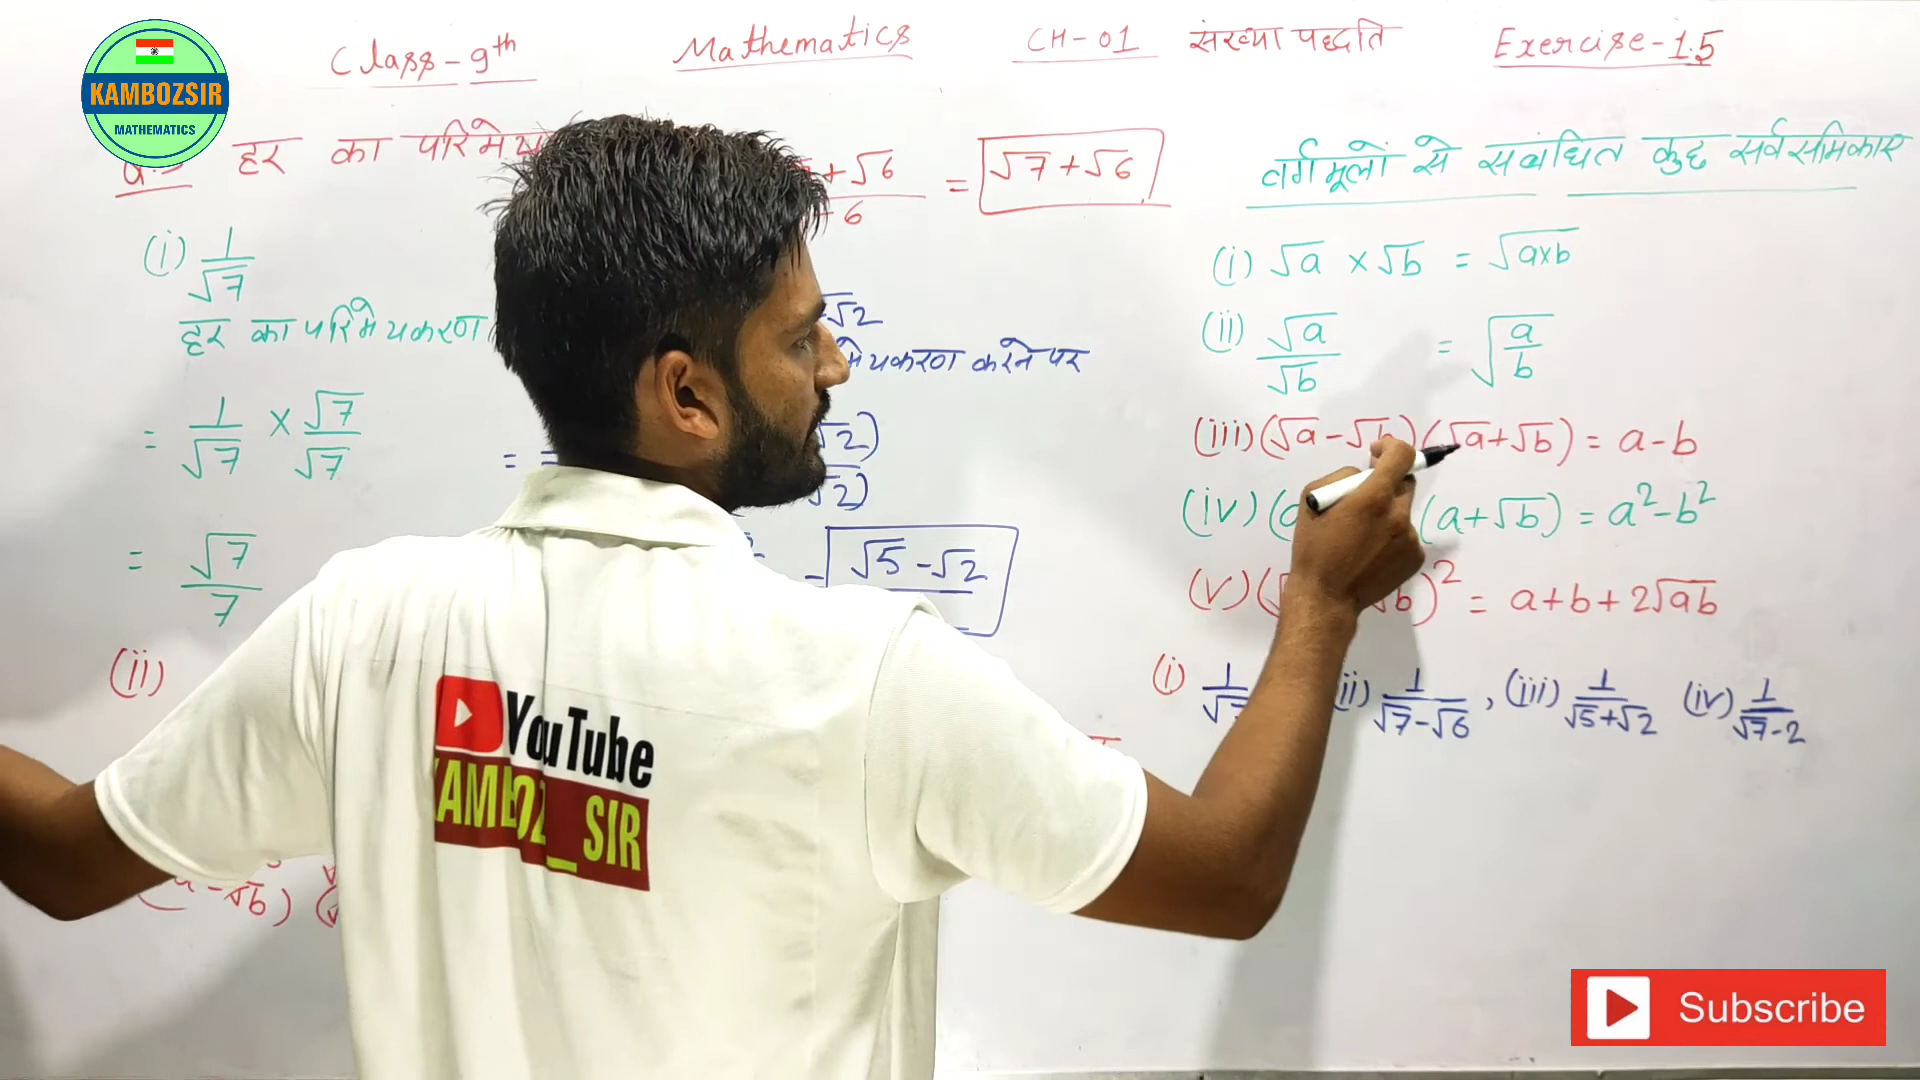 Class - 9th Mathematics CH-01 संख्या पद्धति Exercise-1.5
KAMBOZSIR
MATHEMATICS
हर का
(i) 1/√7
हर का परिमेयकरण
= 1/√7 × √7/√7
= √7/7
(ii)
+√6
6
= √7+√6
√2
मेयकरण करने पर
=
√2)
√2)
√5-√2
वर्गमूलों से सबंधित कुछ सर्वसमिकाए
(i) √a × √b = √a×b
(ii) √a/√b = √a/b
(iii) (√a-√b)(√a+√b) = a-b
(iv) (a (a+√b) = a²-b²
(v) ( √b)² = a+b+2√ab
(i) 1/√7 (ii) 1/√7-√6 , (iii) 1/√5+√2 (iv) 1/√7-2
-√b) (
YouTube
KAMBOZ_SIR
Subscribe